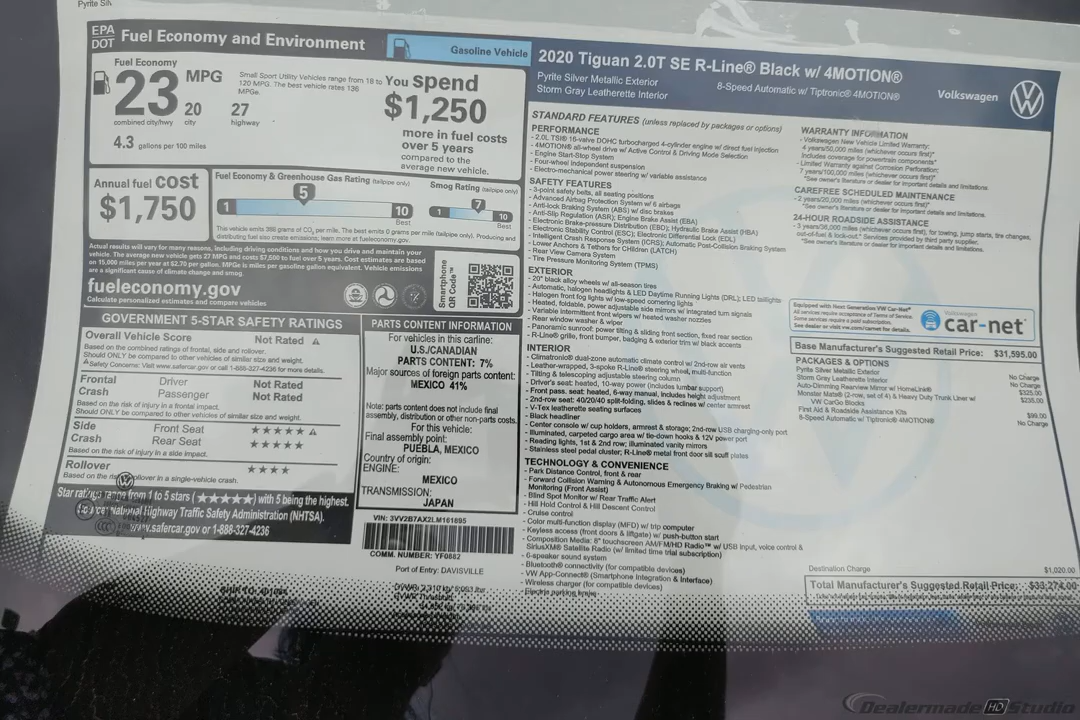 Pyrite Sil
EPA
DOT
Fuel Economy and Environment
Gasoline Vehicle
Fuel Economy
23 MPG
combined city/hwy
20
city
27
highway
4.3 gallons per 100 miles
Small Sport Utility Vehicles range from 18 to
120 MPG. The best vehicle rates 136
MPGe.
You Spend
$1,250
more in fuel costs
over 5 years
compared to the
average new vehicle.
Annual fuel cost
$1,750
Fuel Economy & Greenhouse Gas Rating (tailpipe only)
5
1
10
Best
Smog Rating (tailpipe only)
7
1
10
Best
This vehicle emits 386 grams of CO2 per mile. The best emits 0 grams per mile (tailpipe only). Producing and
distributing fuel also create emissions; learn more at fueleconomy.gov.
Actual results will vary for many reasons, including driving conditions and how you drive and maintain your
vehicle. The average new vehicle gets 27 MPG and costs $7,500 to fuel over 5 years. Cost estimates are based
on 15,000 miles per year at $2.70 per gallon. MPGe is miles per gasoline gallon equivalent. Vehicle emissions
are a significant cause of climate change and smog.
fueleconomy.gov
Calculate personalized estimates and compare vehicles
Smartphone
QR Code™
GOVERNMENT 5-STAR SAFETY RATINGS
Overall Vehicle Score
Not Rated
Based on the combined ratings of frontal, side and rollover.
Should ONLY be compared to other vehicles of similar size and weight.
Safety Concerns: Visit www.safercar.gov or call 1-888-327-4236 for more details.
Frontal
Crash
Driver
Not Rated
Passenger
Not Rated
Based on the risk of injury in a frontal impact.
Should ONLY be compared to other vehicles of similar size and weight.
Side
Crash
Front Seat
★★★★★
Rear Seat
★★★★★
Based on the risk of injury in a side impact.
Rollover
★★★★
Based on the risk of rollover in a single-vehicle crash.
Star ratings range from 1 to 5 stars (★★★★★) with 5 being the highest.
Source: National Highway Traffic Safety Administration (NHTSA).
www.safercar.gov or 1-888-327-4236
PARTS CONTENT INFORMATION
For vehicles in this carline:
U.S./CANADIAN
PARTS CONTENT: 7%
Major sources of foreign parts content:
MEXICO 41%
Note: parts content does not include final
assembly, distribution or other non-parts costs.
For this vehicle:
Final assembly point:
PUEBLA, MEXICO
Country of origin:
ENGINE:
MEXICO
TRANSMISSION:
JAPAN
VIN: 3VV2B7AX2LM161895
COMM. NUMBER: YF0882
Port of Entry: DAVISVILLE
2020 Tiguan 2.0T SE R-Line® Black w/ 4MOTION®
Pyrite Silver Metallic Exterior
Storm Gray Leatherette Interior
8-Speed Automatic w/ Tiptronic® 4MOTION®
Volkswagen
STANDARD FEATURES (unless replaced by packages or options)
PERFORMANCE
- 2.0L TSI® 16-valve DOHC turbocharged 4-cylinder engine w/ direct fuel injection
- 4MOTION® all-wheel drive w/ Active Control & Driving Mode Selection
- Engine Start-Stop System
- Four-wheel independent suspension
- Electro-mechanical power steering w/ variable assistance
SAFETY FEATURES
- 3-point safety belts, all seating positions
- Advanced Airbag Protection System w/ 6 airbags
- Anti-lock Braking System (ABS) w/ disc brakes
- Anti-Slip Regulation (ASR); Engine Brake Assist (EBA)
- Electronic Brake-pressure Distribution (EBD); Hydraulic Brake Assist (HBA)
- Electronic Stability Control (ESC); Electronic Differential Lock (EDL)
- Intelligent Crash Response System (ICRS); Automatic Post-Collision Braking System
- Lower Anchors & Tethers for CHildren (LATCH)
- Rear View Camera System
- Tire Pressure Monitoring System (TPMS)
EXTERIOR
- 20" black alloy wheels w/ all-season tires
- Automatic, halogen headlights & LED Daytime Running Lights (DRL); LED taillights
- Halogen front fog lights w/ low-speed cornering lights
- Heated, foldable, power adjustable side mirrors w/ integrated turn signals
- Variable intermittent front wipers w/ heated washer nozzles
- Rear window washer & wiper
- Panoramic sunroof: power tilting & sliding front section, fixed rear section
- R-Line® grille, front bumper, badging & exterior trim w/ black accents
INTERIOR
- Climatronic® dual-zone automatic climate control w/ 2nd-row air vents
- Leather-wrapped, 3-spoke R-Line® steering wheel, multi-function
- Tilting & telescoping adjustable steering column
- Driver's seat: heated, 10-way power (includes lumbar support)
- Front pass. seat: heated, 6-way manual, includes height adjustment
- 2nd-row seat: 40/20/40 split-folding, slides & reclines w/ center armrest
- V-Tex leatherette seating surfaces
- Black headliner
- Center console w/ cup holders, armrest & storage; 2nd-row USB charging-only port
- Illuminated, carpeted cargo area w/ tie-down hooks & 12V power port
- Reading lights, 1st & 2nd row; illuminated vanity mirrors
- Stainless steel pedal cluster; R-Line® metal front door sill scuff plates
TECHNOLOGY & CONVENIENCE
- Park Distance Control, front & rear
- Forward Collision Warning & Autonomous Emergency Braking w/ Pedestrian
Monitoring (Front Assist)
- Blind Spot Monitor w/ Rear Traffic Alert
- Hill Hold Control & Hill Descent Control
- Cruise control
- Color multi-function display (MFD) w/ trip computer
- Keyless access (front doors & liftgate) w/ push-button start
- Composition Media: 8" touchscreen AM/FM/HD Radio™ w/ USB Input, voice control &
SiriusXM® Satellite Radio (w/ limited time trial subscription)
- 6-speaker sound system
- Bluetooth® connectivity (for compatible devices)
- VW App-Connect® (Smartphone Integration & Interface)
- Wireless charger (for compatible devices)
- Electric parking brake
WARRANTY INFORMATION
- Volkswagen New Vehicle Limited Warranty:
4 years/50,000 miles (whichever occurs first)*
Includes coverage for powertrain components*
- Limited Warranty against Corrosion Perforation:
7 years/100,000 miles (whichever occurs first)*
*See owner's literature or dealer for important details and limitations.
CAREFREE SCHEDULED MAINTENANCE
- 2 years/20,000 miles (whichever occurs first)*
*See owner's literature or dealer for important details and limitations.
24-HOUR ROADSIDE ASSISTANCE
- 3 years/36,000 miles (whichever occurs first), for towing, jump starts, tire changes,
out-of-fuel & lock-out.* Services provided by third party supplier.
*See owner's literature or dealer for important details and limitations.
Equipped with Next Generation VW Car-Net®
All services require acceptance of Terms of Service.
Some services require a paid subscription.
See dealer or visit vw.com/carnet for details.
Volkswagen
car-net
Base Manufacturer's Suggested Retail Price: $31,595.00
PACKAGES & OPTIONS
Pyrite Silver Metallic Exterior No Charge
Storm Gray Leatherette Interior No Charge
Auto-Dimming Rearview Mirror w/ HomeLink® $325.00
Monster Mats® (2-row, set of 4) & Heavy Duty Trunk Liner w/
VW CarGo Blocks $235.00
First Aid & Roadside Assistance Kits $99.00
8-Speed Automatic w/ Tiptronic® 4MOTION® No Charge
Destination Charge $1,020.00
Total Manufacturer's Suggested Retail Price: $33,274.00
Dealermade HD Studio